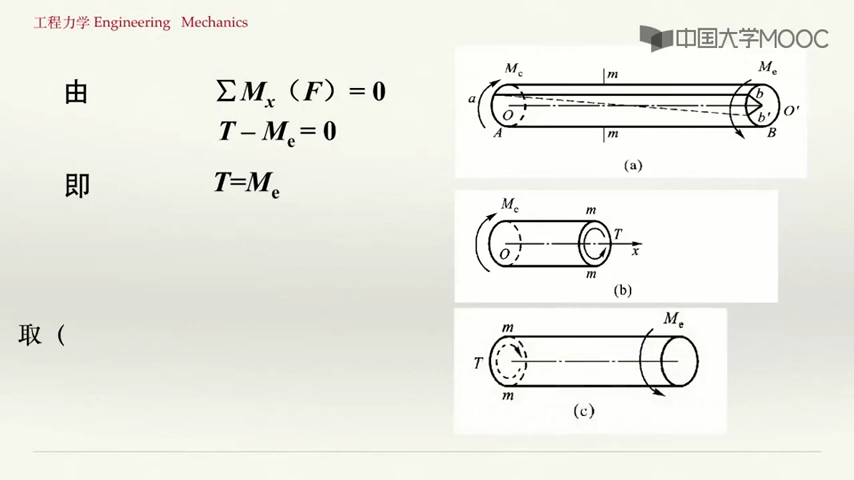 工程力学 Engineering Mechanics
中国大学MOOC
由 ∑Mx（F）= 0
T – Me = 0
即 T=Me
取（
Mc m Me
a O b b' O'
A m B
(a)
Mc m
O T x
m
(b)
m Me
T
m
(c)